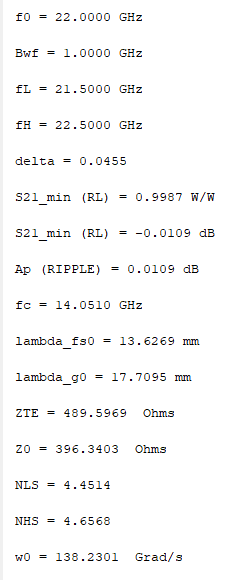 f0 = 22.0000 GHz
Bwf = 1.0000 GHz
fL = 21.5000 GHz
fH = 22.5000 GHz
delta = 0.0455
S21_min (RL) = 0.9987 W/W
S21_min (RL) = -0.0109 dB
Ap (RIPPLE) = 0.0109 dB
fc = 14.0510 GHz
lambda_fs0 = 13.6269 mm
lambda_g0 = 17.7095 mm
ZTE = 489.5969  Ohms
Z0 = 396.3403  Ohms
NLS = 4.4514
NHS = 4.6568
w0 = 138.2301  Grad/s